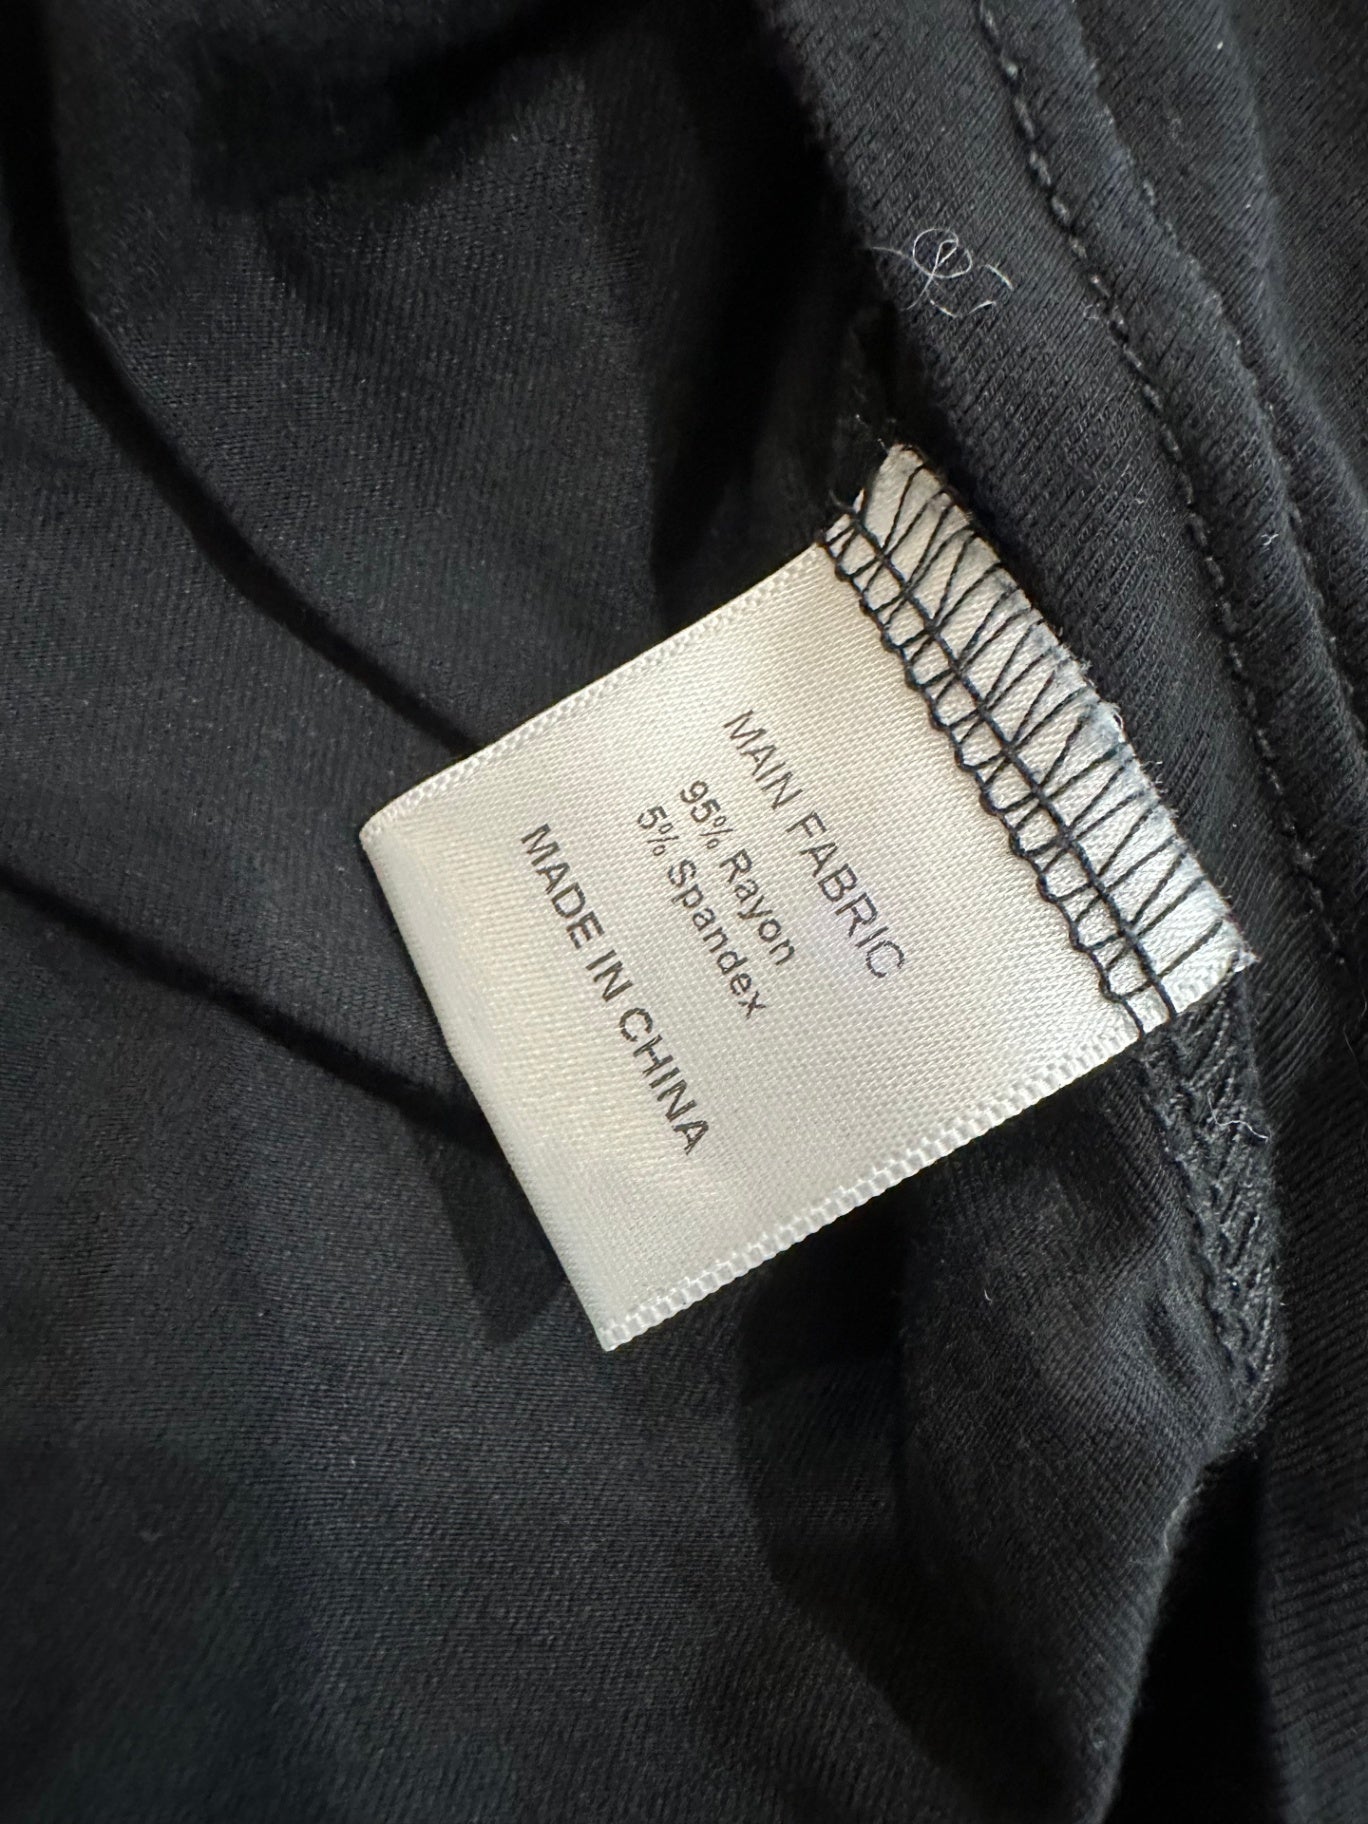 MAIN FABRIC
95% Rayon
5% Spandex
MADE IN CHINA